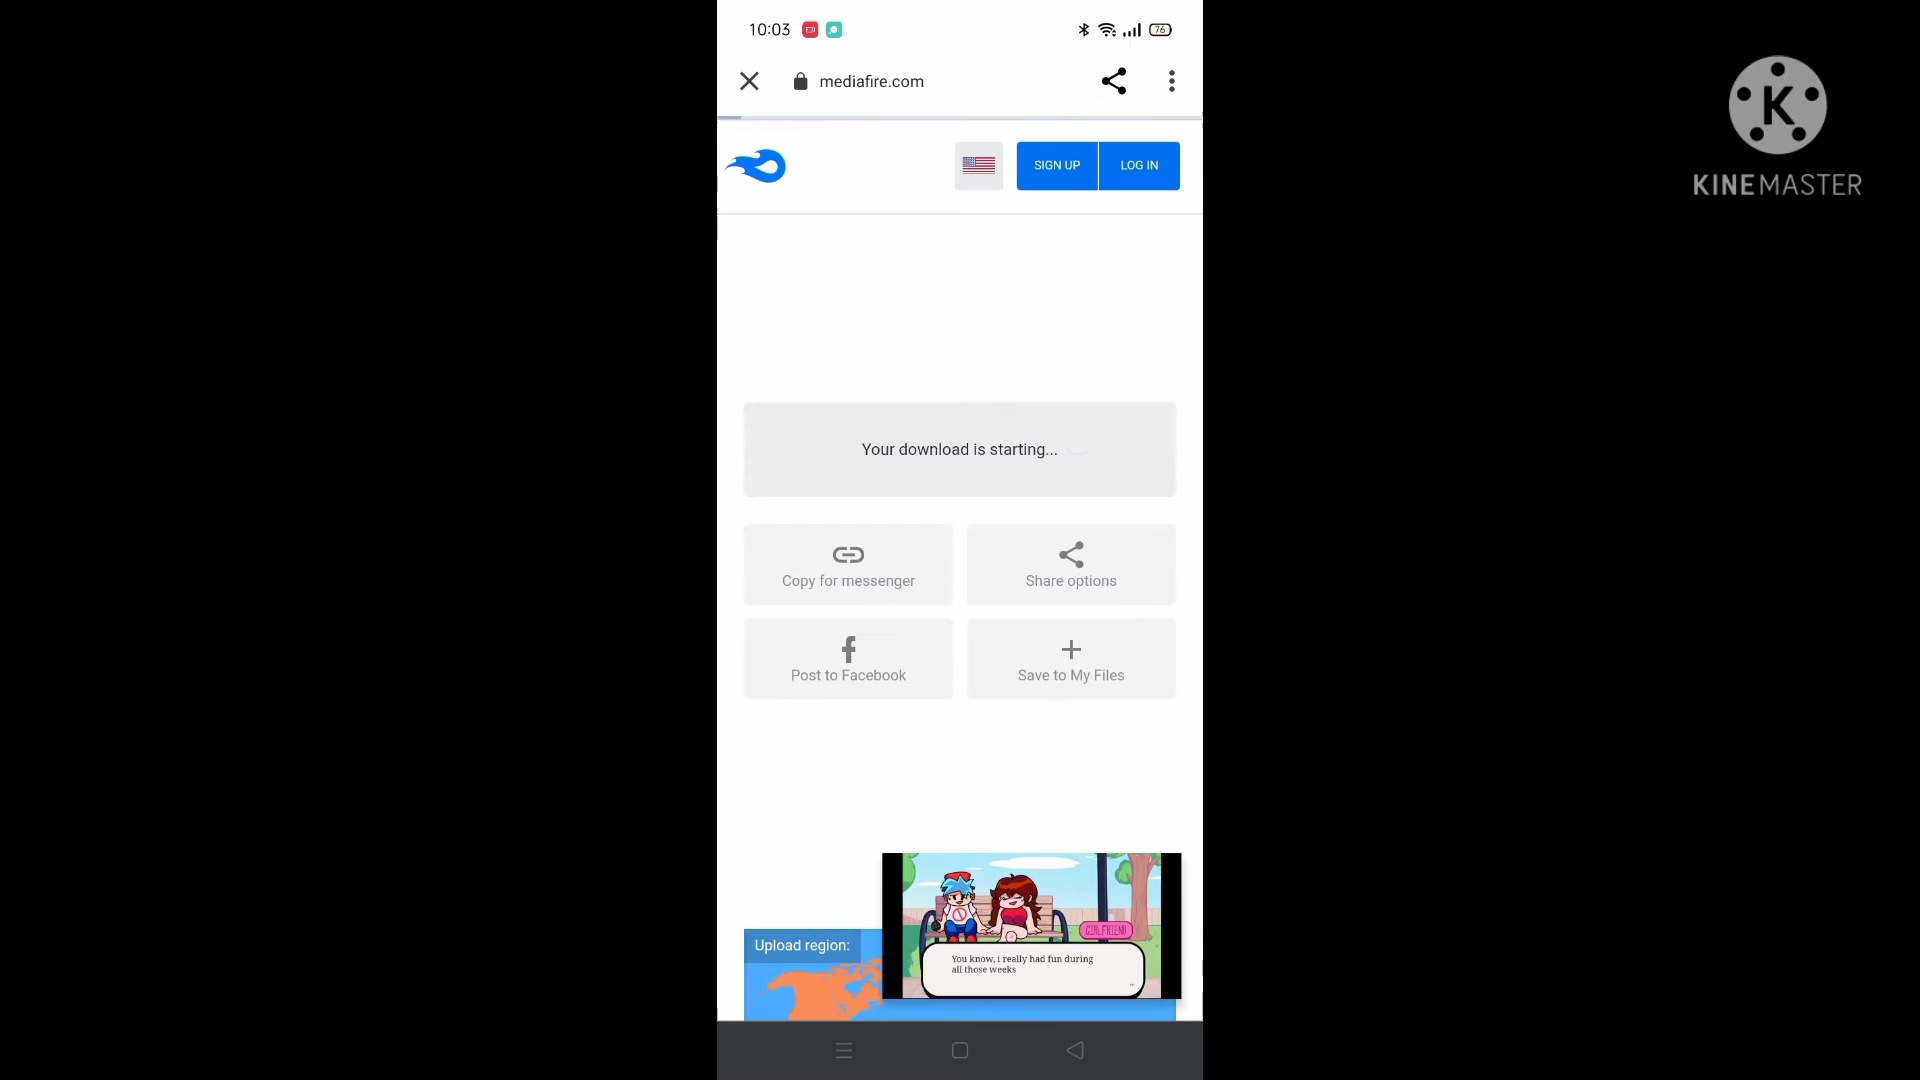 10:03
76
mediafire.com
SIGN UP
LOG IN
Your download is starting...
Copy for messenger
Share options
Post to Facebook
Save to My Files
Upload region:
GIRLFRIEND
You know, i really had fun during
all those weeks
K
KINEMASTER